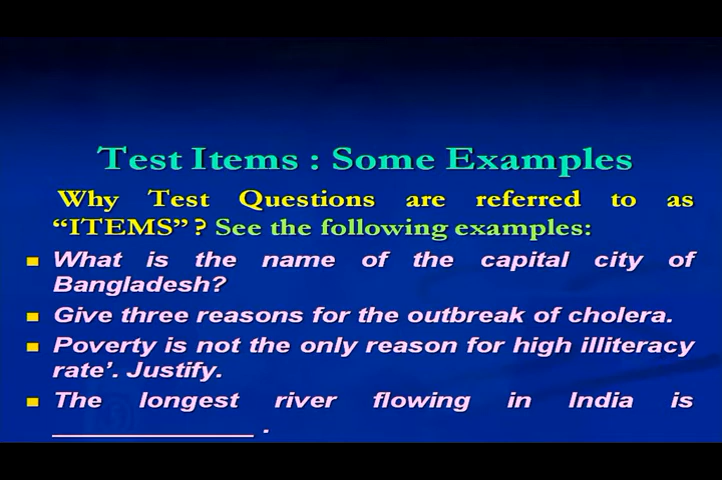 Test Items : Some Examples
Why Test Questions are referred to as
“ITEMS” ? See the following examples:
What is the name of the capital city of
Bangladesh?
Give three reasons for the outbreak of cholera.
Poverty is not the only reason for high illiteracy
rate’. Justify.
The longest river flowing in India is
_______________ .